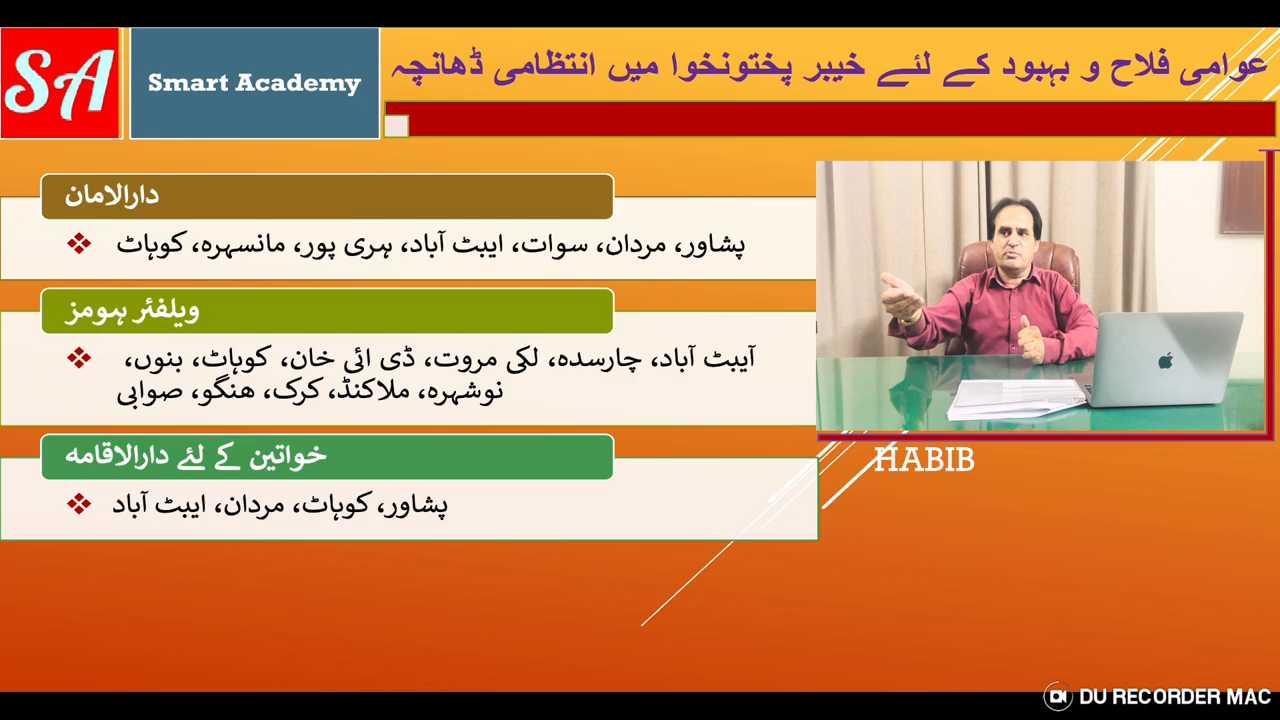 SA
Smart Academy
عوامی فلاح و بہبود کے لئے خیبر پختونخوا میں انتظامی ڈھانچہ
دارالامان
پشاور، مردان، سوات، ایبٹ آباد، ہری پور، مانسہرہ، کوہاٹ
ویلفئر ہومز
آیبٹ آباد، چارسدہ، لکی مروت، ڈی ائی خان، کوہاٹ، بنوں،
نوشہرہ، ملاکنڈ، کرک، ھنگو، صوابی
خواتین کے لئے دارالاقامہ
پشاور، کوہاٹ، مردان، ایبٹ آباد
HABIB
DU RECORDER MAC